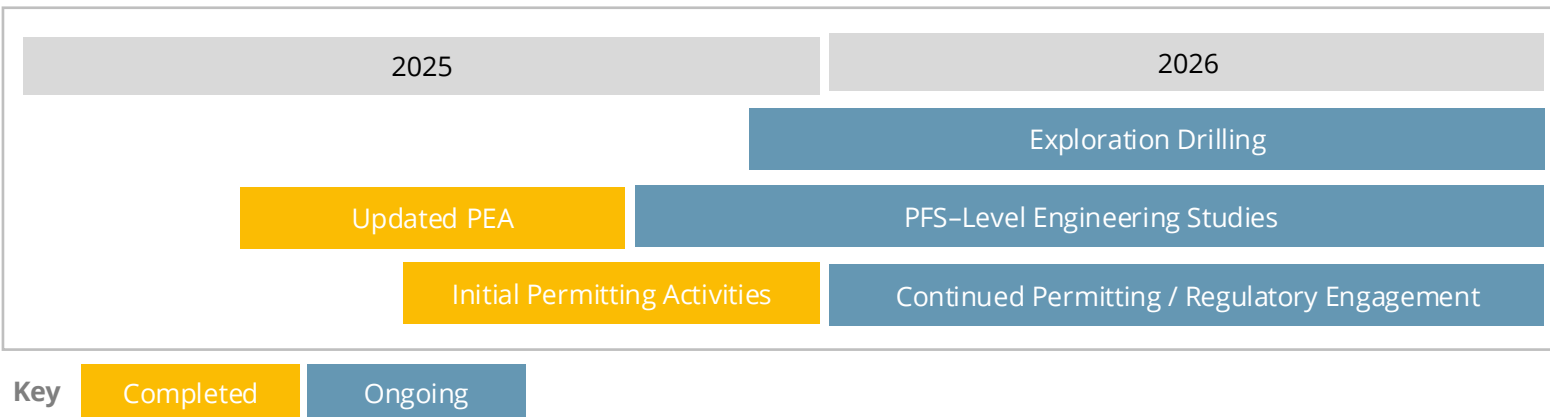 2025
2026
Exploration Drilling
Updated PEA
PFS–Level Engineering Studies
Initial Permitting Activities
Continued Permitting / Regulatory Engagement
Key
Completed
Ongoing